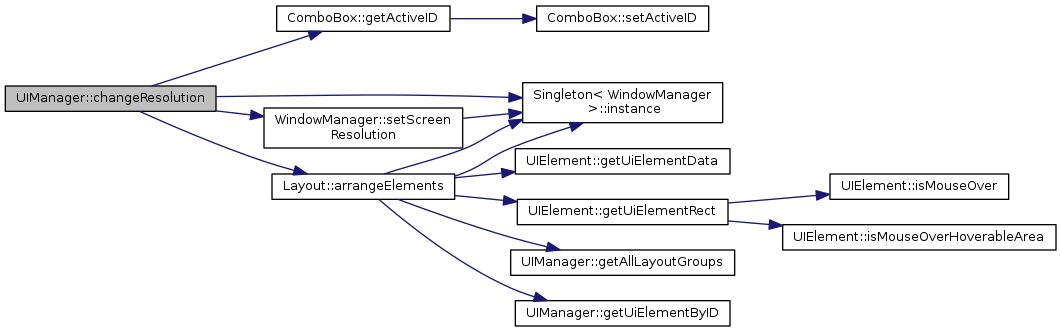 ComboBox::getActiveID
ComboBox::setActiveID
UIManager::changeResolution
Singleton< WindowManager
>::instance
WindowManager::setScreen
Resolution
UIElement::getUiElementData
Layout::arrangeElements
UIElement::isMouseOver
UIElement::getUiElementRect
UIElement::isMouseOverHoverableArea
UIManager::getAllLayoutGroups
UIManager::getUiElementByID